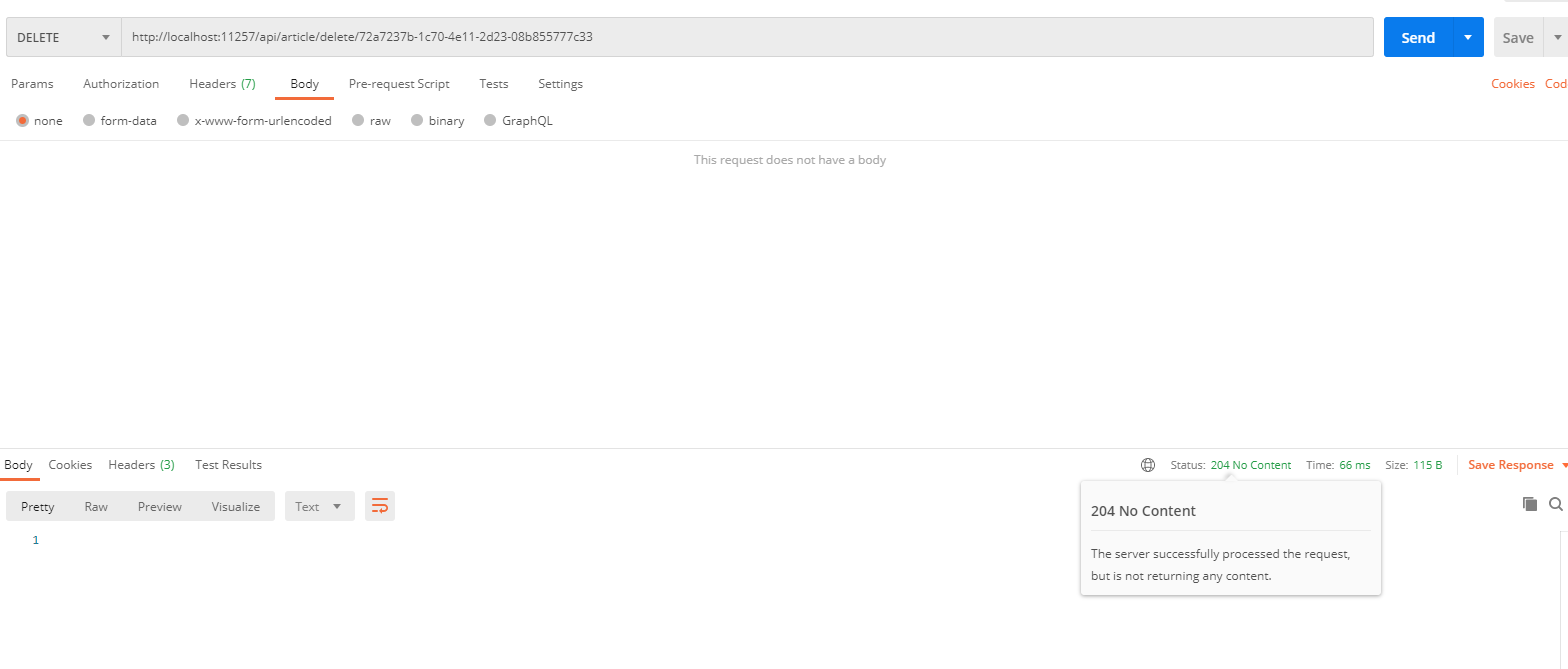 DELETE http://localhost:11257/api/article/delete/72a7237b-1c70-4e11-2d23-08b855777c33 Send Save
Params Authorization Headers (7) Body Pre-request Script Tests Settings Cookies Cod
none form-data x-www-form-urlencoded raw binary GraphQL
This request does not have a body
Body Cookies Headers (3) Test Results Status: 204 No Content Time: 66 ms Size: 115 B Save Response
Pretty Raw Preview Visualize Text
1
204 No Content
The server successfully processed the request,
but is not returning any content.